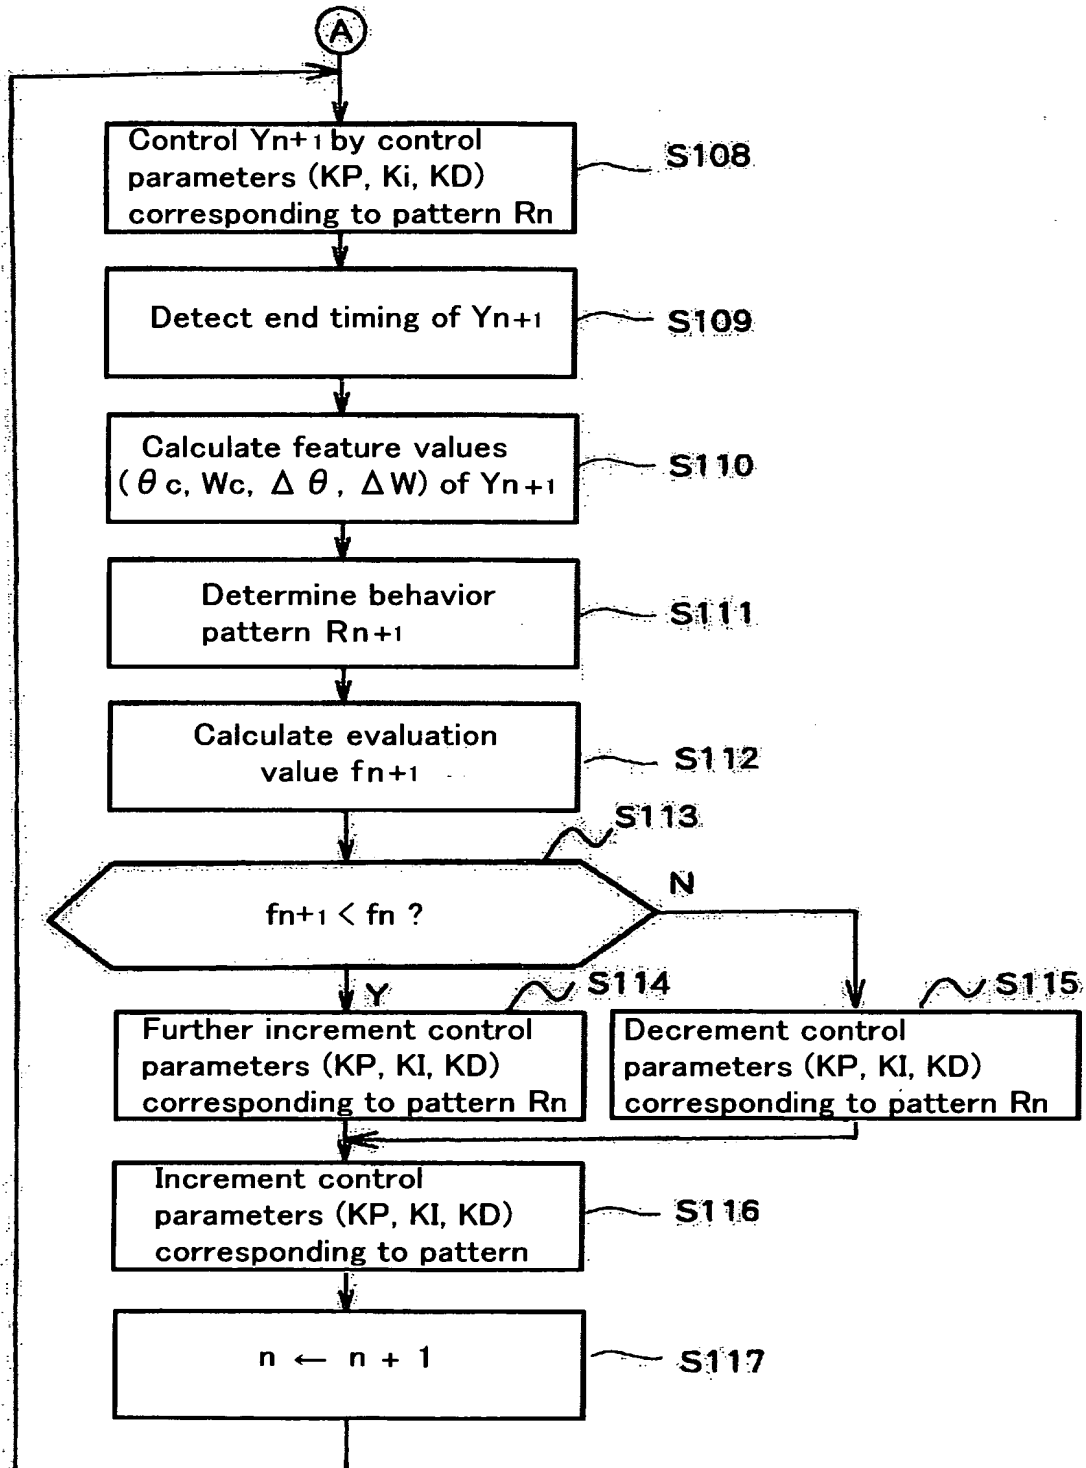 A
Control Yn+1 by control
parameters (KP, Ki, KD)
corresponding to pattern Rn
S108
Detect end timing of Yn+1
S109
Calculate feature values
(θc, Wc, Δθ, ΔW) of Yn+1
S110
Determine behavior
pattern Rn+1
S111
Calculate evaluation
value fn+1
S112
S113
fn+1 < fn ?
N
Y
S114
Further increment control
parameters (KP, KI, KD)
corresponding to pattern Rn
S115
Decrement control
parameters (KP, KI, KD)
corresponding to pattern Rn
Increment control
parameters (KP, KI, KD)
corresponding to pattern
S116
n ← n + 1
S117